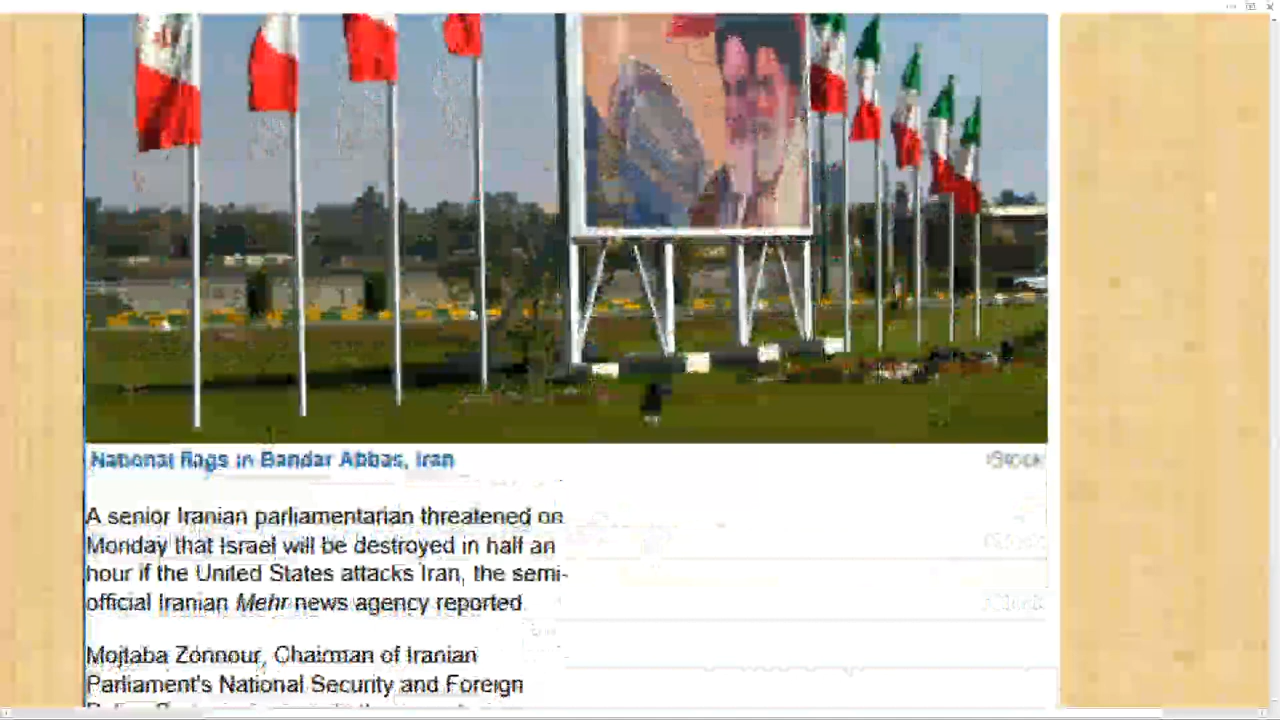 National flags in Bandar Abbas, Iran
iStock
A senior Iranian parliamentarian threatened on
Monday that Israel will be destroyed in half an
hour if the United States attacks Iran, the semi-
official Iranian Mehr news agency reported.
Mojtaba Zonnour, Chairman of Iranian
Parliament's National Security and Foreign